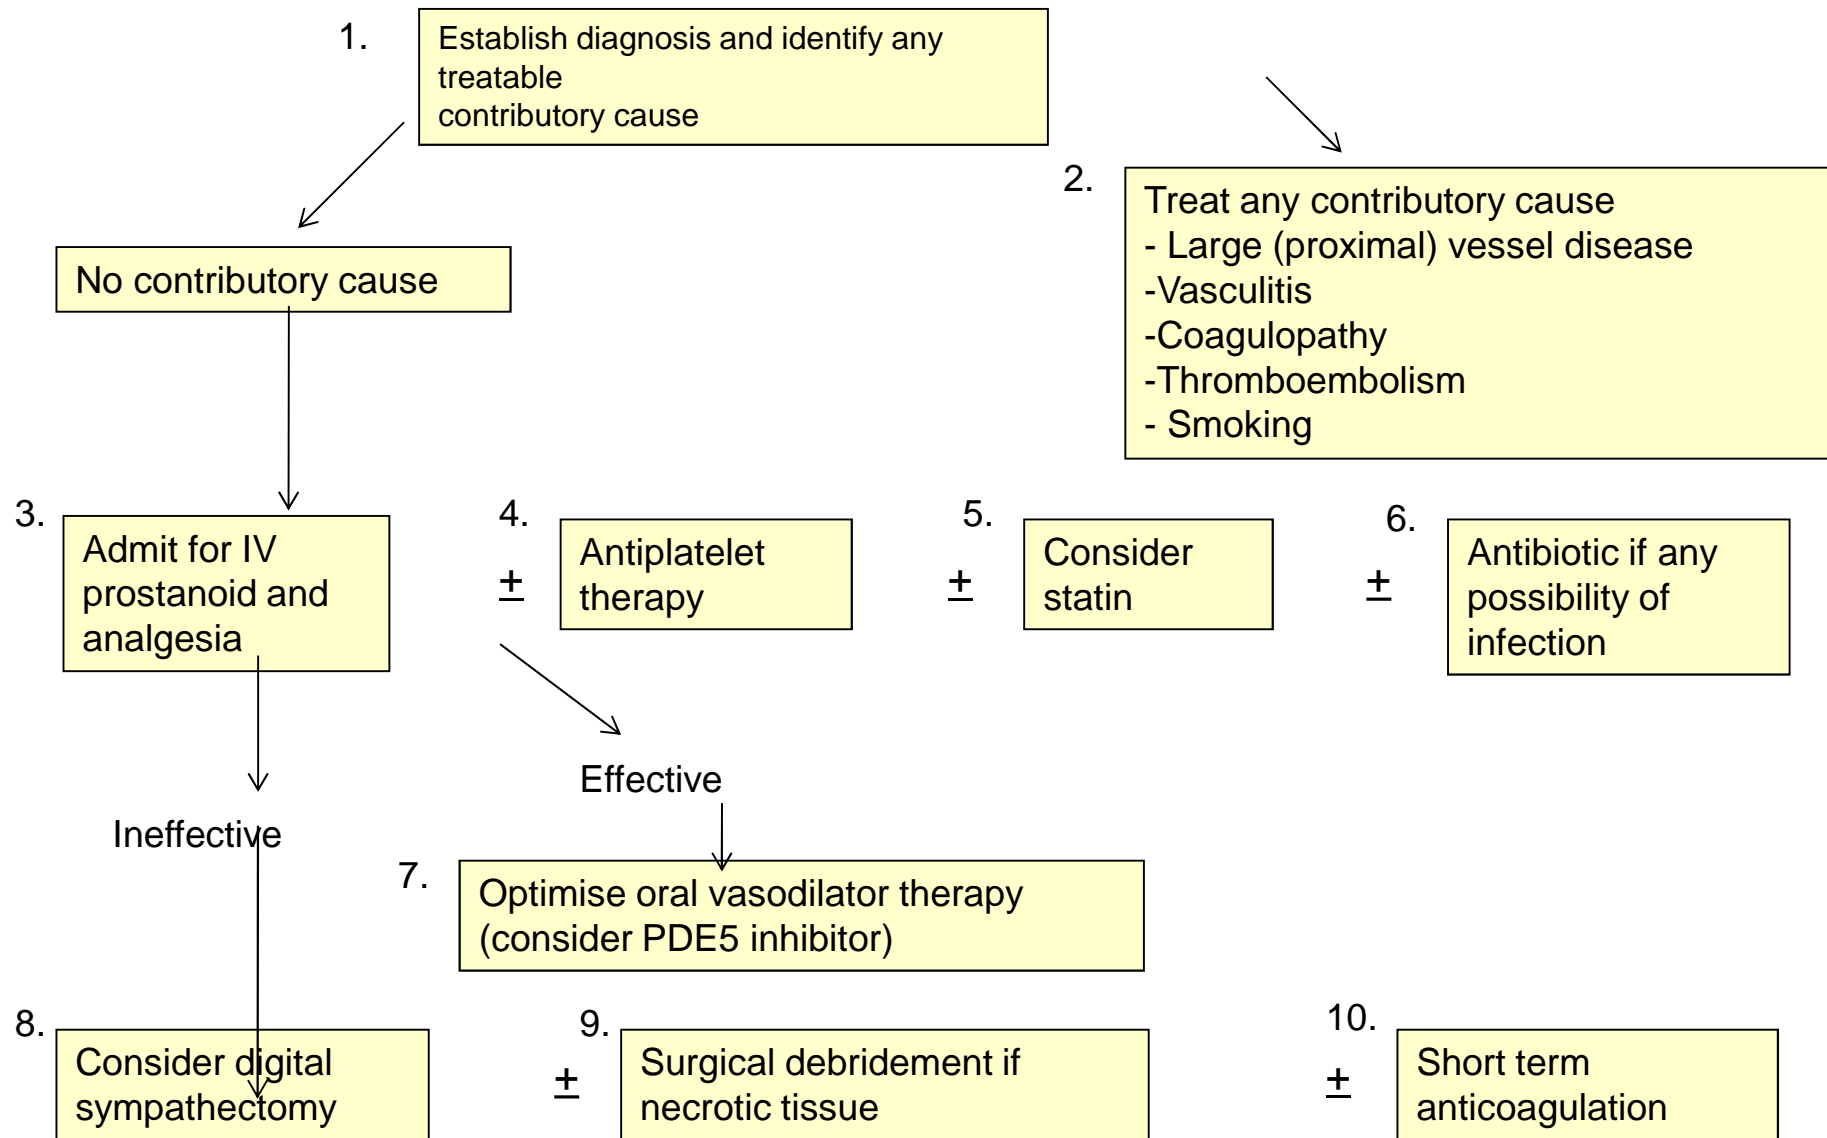 1.
Establish diagnosis and identify any
treatable
contributory cause
2.
Treat any contributory cause
- Large (proximal) vessel disease
-Vasculitis
-Coagulopathy
-Thromboembolism
- Smoking
No contributory cause
3.
Admit for IV
prostanoid and
analgesia
±
4.
Antiplatelet
therapy
±
5.
Consider
statin
±
6.
Antibiotic if any
possibility of
infection
Effective
Ineffective
7.
Optimise oral vasodilator therapy
(consider PDE5 inhibitor)
8.
Consider digital
sympathectomy
±
9.
Surgical debridement if
necrotic tissue
±
10.
Short term
anticoagulation